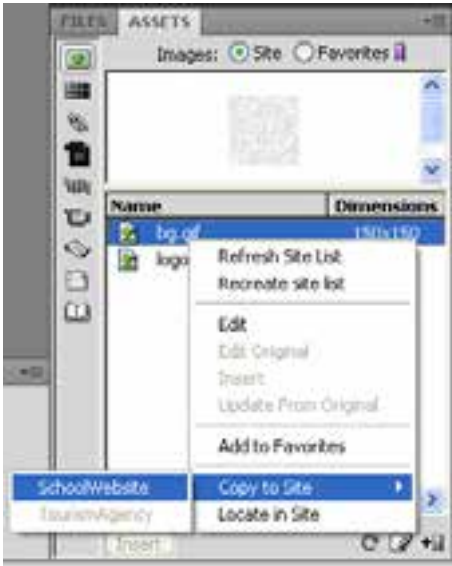 FILES ASSETS
Images: Site Favorites
Name Dimensions
bg.gif 150x150
logo
Refresh Site List
Recreate site list
Edit
Edit Original
Insert
Update From Original
Add to Favorites
Copy to Site
SchoolWebsite
Locate in Site
TourismAgency
Insert